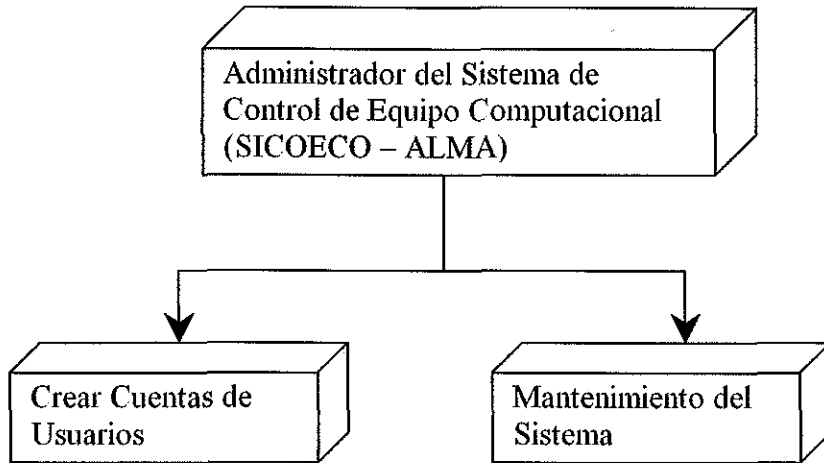 Administrador del Sistema de
Control de Equipo Computacional
(SICOECO – ALMA)
Crear Cuentas de
Usuarios
Mantenimiento del
Sistema